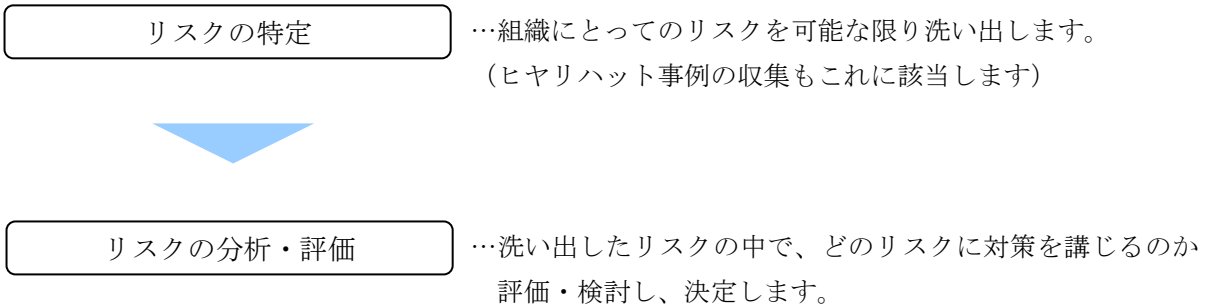 リスクの特定 …組織にとってのリスクを可能な限り洗い出します。
（ヒヤリハット事例の収集もこれに該当します）
リスクの分析・評価 …洗い出したリスクの中で、どのリスクに対策を講じるのか
評価・検討し、決定します。